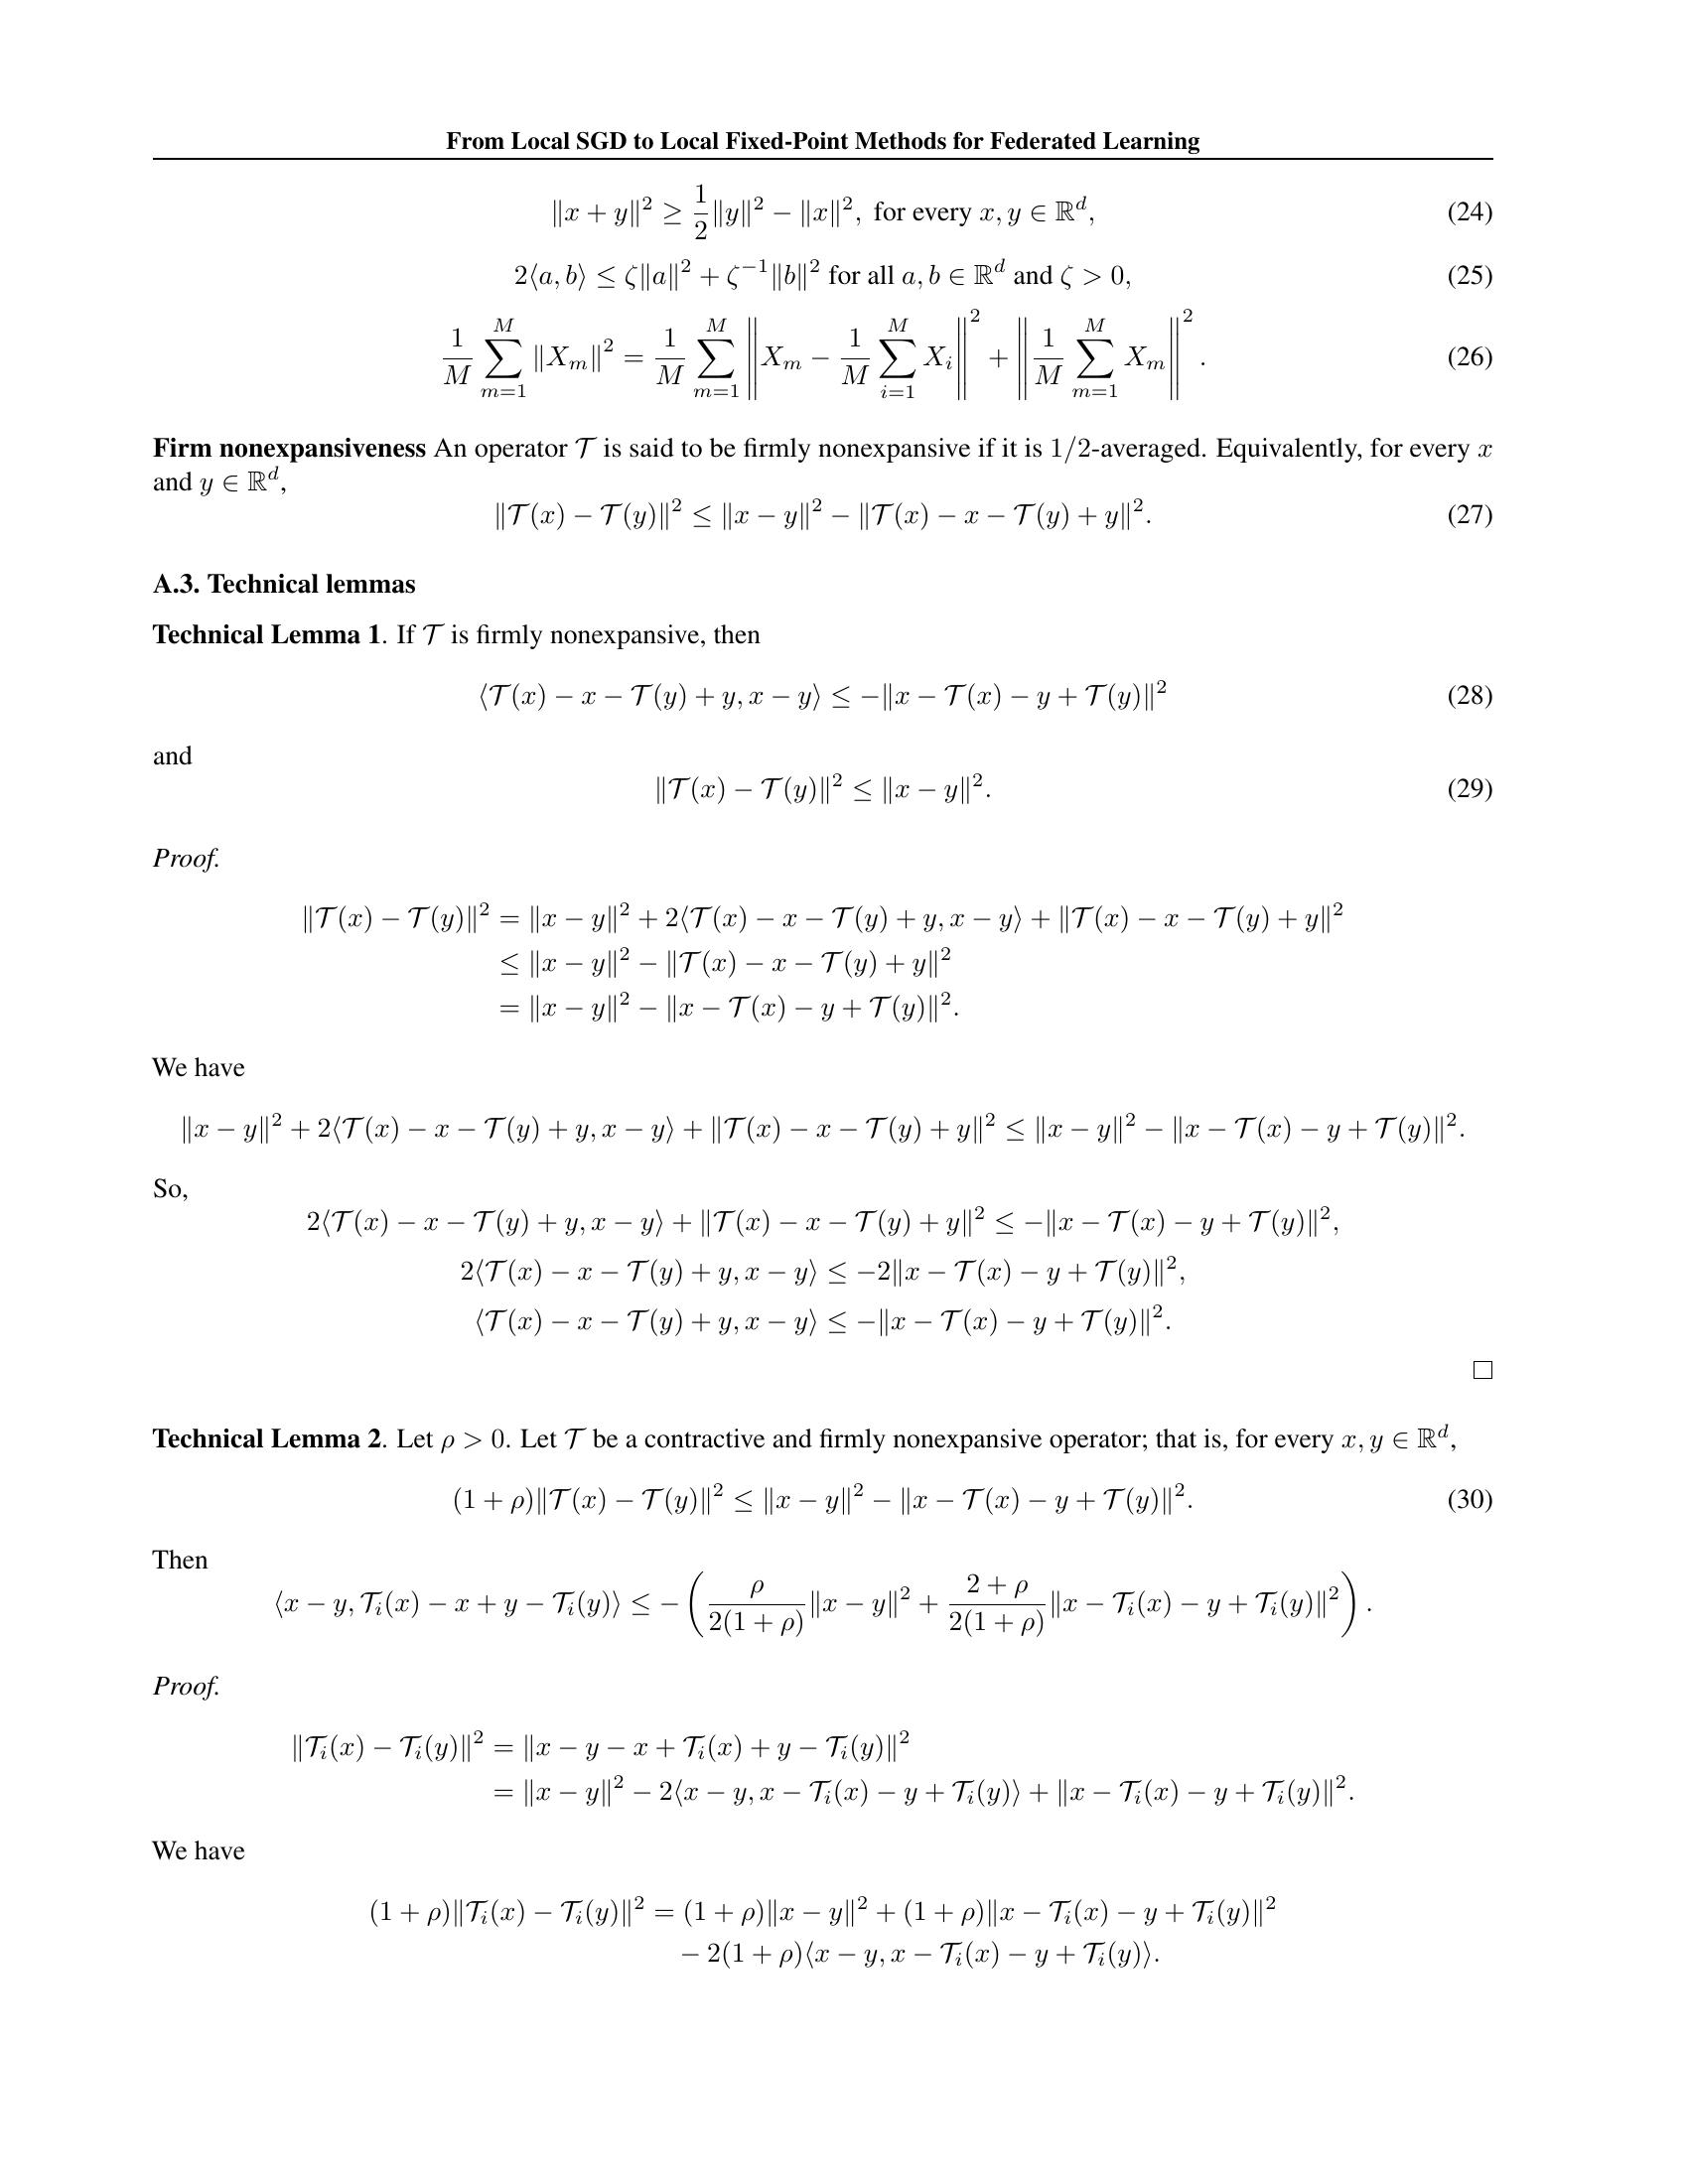 From Local SGD to Local Fixed-Point Methods for Federated Learning
$$\|x + y\|^2 \geq \frac{1}{2}\|y\|^2 - \|x\|^2, \text{ for every } x, y \in \mathbb{R}^d, \quad (24)$$
$$2\langle a, b\rangle \leq \zeta\|a\|^2 + \zeta^{-1}\|b\|^2 \text{ for all } a, b \in \mathbb{R}^d \text{ and } \zeta > 0, \quad (25)$$
$$\frac{1}{M}\sum_{m=1}^{M}\|X_m\|^2 = \frac{1}{M}\sum_{m=1}^{M}\left\|X_m - \frac{1}{M}\sum_{i=1}^{M}X_i\right\|^2 + \left\|\frac{1}{M}\sum_{m=1}^{M}X_m\right\|^2. \quad (26)$$
Firm nonexpansiveness An operator $\mathcal{T}$ is said to be firmly nonexpansive if it is $1/2$-averaged. Equivalently, for every $x$
and $y \in \mathbb{R}^d$,
$$\|\mathcal{T}(x) - \mathcal{T}(y)\|^2 \leq \|x - y\|^2 - \|\mathcal{T}(x) - x - \mathcal{T}(y) + y\|^2. \quad (27)$$
A.3. Technical lemmas
Technical Lemma 1. If $\mathcal{T}$ is firmly nonexpansive, then
$$\langle\mathcal{T}(x) - x - \mathcal{T}(y) + y, x - y\rangle \leq -\|x - \mathcal{T}(x) - y + \mathcal{T}(y)\|^2 \quad (28)$$
and
$$\|\mathcal{T}(x) - \mathcal{T}(y)\|^2 \leq \|x - y\|^2. \quad (29)$$
Proof.
$$\|\mathcal{T}(x) - \mathcal{T}(y)\|^2 = \|x - y\|^2 + 2\langle\mathcal{T}(x) - x - \mathcal{T}(y) + y, x - y\rangle + \|\mathcal{T}(x) - x - \mathcal{T}(y) + y\|^2$$
$$\leq \|x - y\|^2 - \|\mathcal{T}(x) - x - \mathcal{T}(y) + y\|^2$$
$$= \|x - y\|^2 - \|x - \mathcal{T}(x) - y + \mathcal{T}(y)\|^2.$$
We have
$$\|x - y\|^2 + 2\langle\mathcal{T}(x) - x - \mathcal{T}(y) + y, x - y\rangle + \|\mathcal{T}(x) - x - \mathcal{T}(y) + y\|^2 \leq \|x - y\|^2 - \|x - \mathcal{T}(x) - y + \mathcal{T}(y)\|^2.$$
So,
$$2\langle\mathcal{T}(x) - x - \mathcal{T}(y) + y, x - y\rangle + \|\mathcal{T}(x) - x - \mathcal{T}(y) + y\|^2 \leq -\|x - \mathcal{T}(x) - y + \mathcal{T}(y)\|^2,$$
$$2\langle\mathcal{T}(x) - x - \mathcal{T}(y) + y, x - y\rangle \leq -2\|x - \mathcal{T}(x) - y + \mathcal{T}(y)\|^2,$$
$$\langle\mathcal{T}(x) - x - \mathcal{T}(y) + y, x - y\rangle \leq -\|x - \mathcal{T}(x) - y + \mathcal{T}(y)\|^2.$$
□
Technical Lemma 2. Let $\rho > 0$. Let $\mathcal{T}$ be a contractive and firmly nonexpansive operator; that is, for every $x, y \in \mathbb{R}^d$,
$$(1 + \rho)\|\mathcal{T}(x) - \mathcal{T}(y)\|^2 \leq \|x - y\|^2 - \|x - \mathcal{T}(x) - y + \mathcal{T}(y)\|^2. \quad (30)$$
Then
$$\langle x - y, \mathcal{T}_i(x) - x + y - \mathcal{T}_i(y)\rangle \leq -\left(\frac{\rho}{2(1+\rho)}\|x - y\|^2 + \frac{2+\rho}{2(1+\rho)}\|x - \mathcal{T}_i(x) - y + \mathcal{T}_i(y)\|^2\right).$$
Proof.
$$\|\mathcal{T}_i(x) - \mathcal{T}_i(y)\|^2 = \|x - y - x + \mathcal{T}_i(x) + y - \mathcal{T}_i(y)\|^2$$
$$= \|x - y\|^2 - 2\langle x - y, x - \mathcal{T}_i(x) - y + \mathcal{T}_i(y)\rangle + \|x - \mathcal{T}_i(x) - y + \mathcal{T}_i(y)\|^2.$$
We have
$$(1 + \rho)\|\mathcal{T}_i(x) - \mathcal{T}_i(y)\|^2 = (1 + \rho)\|x - y\|^2 + (1 + \rho)\|x - \mathcal{T}_i(x) - y + \mathcal{T}_i(y)\|^2$$
$$- 2(1 + \rho)\langle x - y, x - \mathcal{T}_i(x) - y + \mathcal{T}_i(y)\rangle.$$